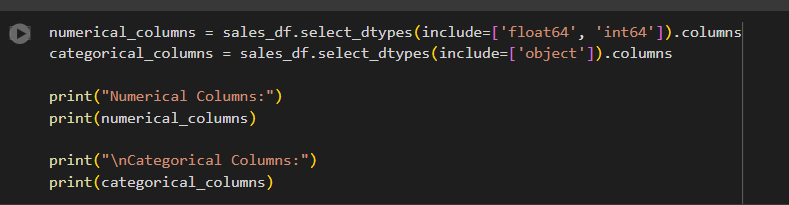 numerical_columns = sales_df.select_dtypes(include=['float64', 'int64']).columns
categorical_columns = sales_df.select_dtypes(include=['object']).columns
print("Numerical Columns:")
print(numerical_columns)
print("\nCategorical Columns:")
print(categorical_columns)